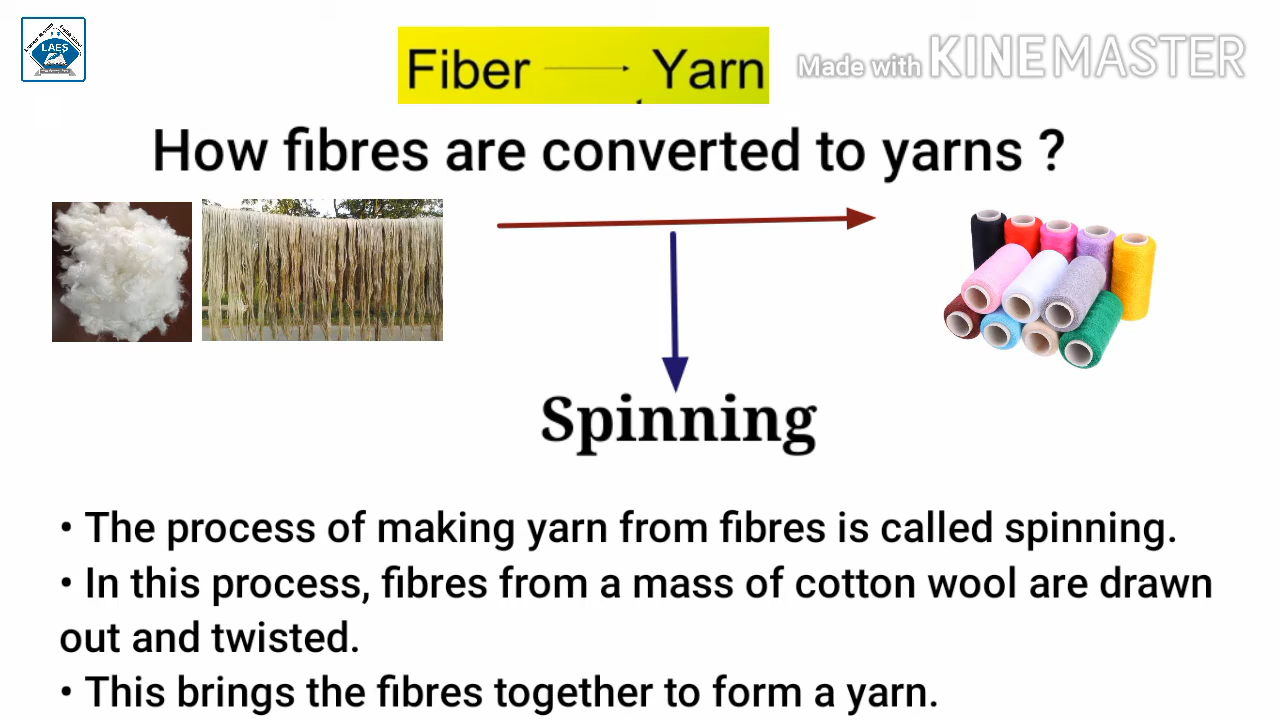 LAES
Fiber → Yarn
Made with KINEMASTER
How fibres are converted to yarns ?
Spinning
• The process of making yarn from fibres is called spinning.
• In this process, fibres from a mass of cotton wool are drawn
out and twisted.
• This brings the fibres together to form a yarn.